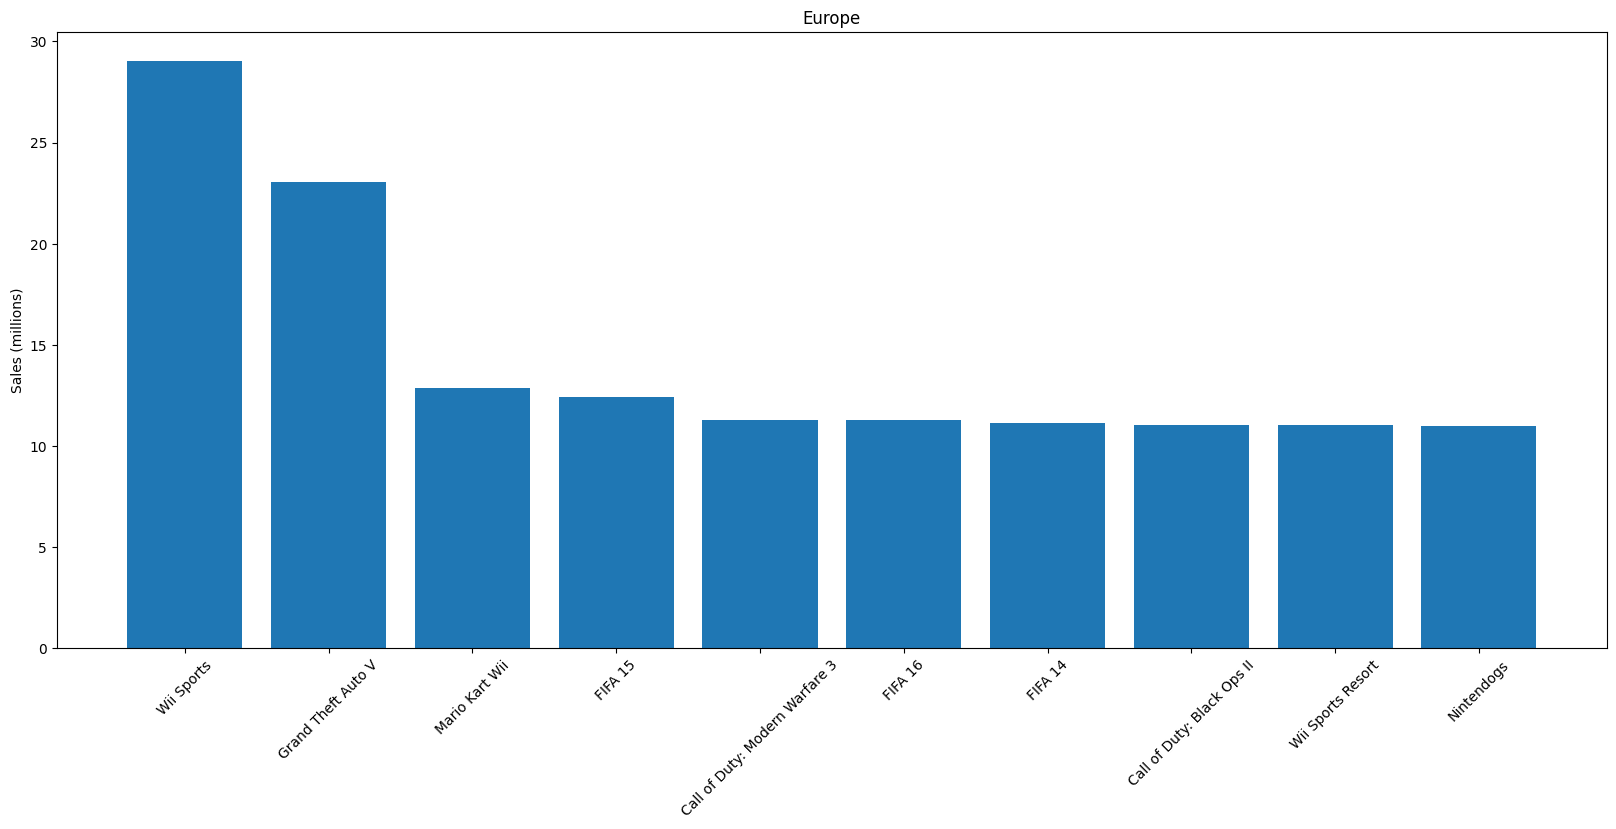 Europe
Sales (millions)
30
25
20
15
10
5
0
Wii Sports
Grand Theft Auto V
Mario Kart Wii
FIFA 15
Call of Duty: Modern Warfare 3
FIFA 16
FIFA 14
Call of Duty: Black Ops II
Wii Sports Resort
Nintendogs